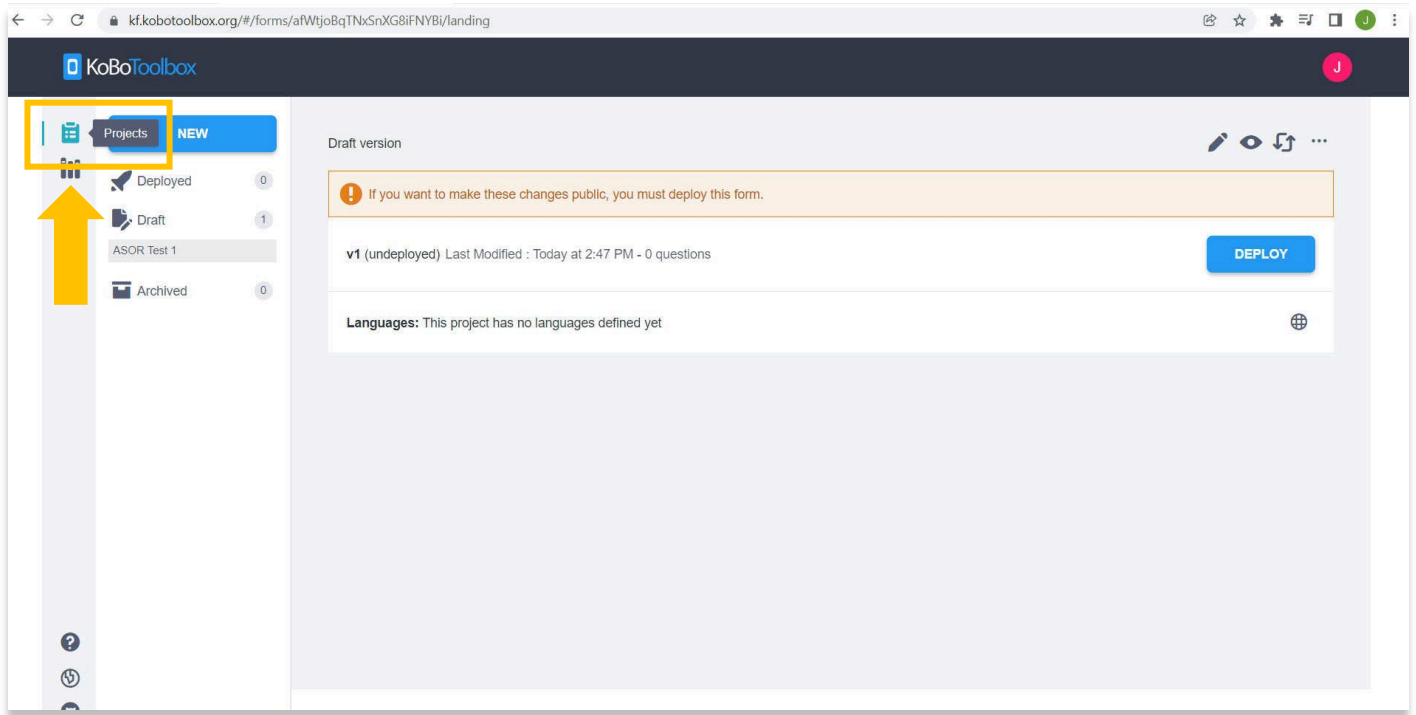 kf.kobotoolbox.org/#/forms/afWtjoBqTNxSnXG8iFNYBi/landing
J
KoBoToolbox
J
Projects
NEW
Deployed 0
Draft 1
ASOR Test 1
Archived 0
Draft version
If you want to make these changes public, you must deploy this form.
v1 (undeployed) Last Modified : Today at 2:47 PM - 0 questions
DEPLOY
Languages: This project has no languages defined yet